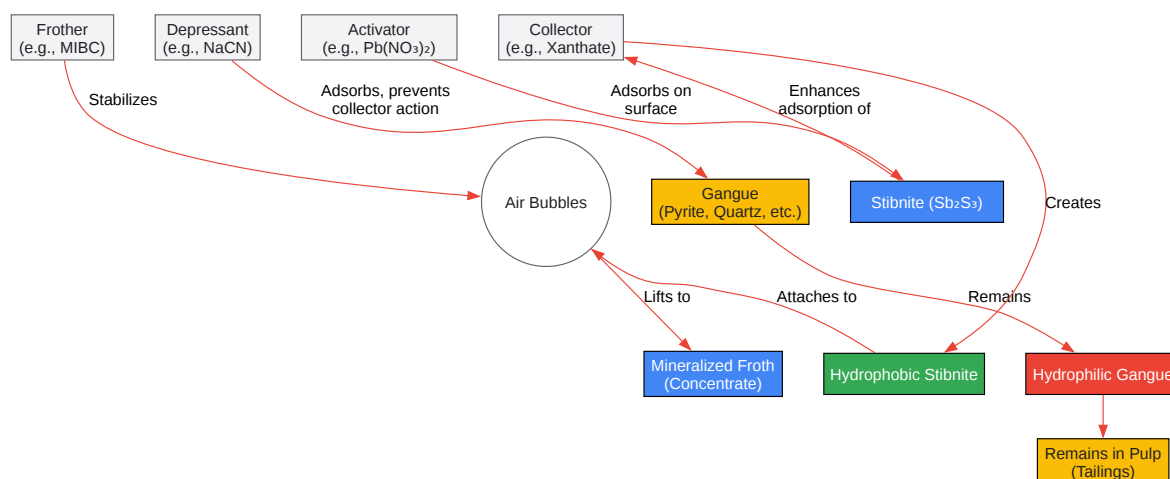 Frother
(e.g., MIBC)
Depressant
(e.g., NaCN)
Activator
(e.g., Pb(NO₃)₂)
Collector
(e.g., Xanthate)
Stabilizes
Adsorbs, prevents
collector action
Adsorbs on
surface
Enhances
adsorption of
Air Bubbles
Gangue
(Pyrite, Quartz, etc.)
Stibnite (Sb₂S₃)
Creates
Lifts to
Attaches to
Remains
Mineralized Froth
(Concentrate)
Hydrophobic Stibnite
Hydrophilic Gangue
Remains in Pulp
(Tailings)